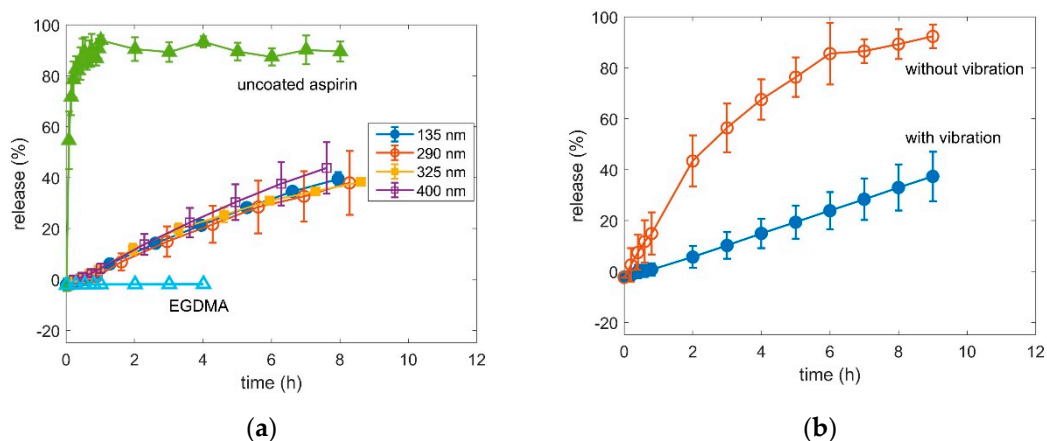 100
80
60
40
20
0
-20
release (%)
uncoated aspirin
135 nm
290 nm
325 nm
400 nm
EGDMA
0 2 4 6 8 10 12
time (h)
(a)
100
80
60
40
20
0
-20
release (%)
without vibration
with vibration
0 2 4 6 8 10 12
time (h)
(b)